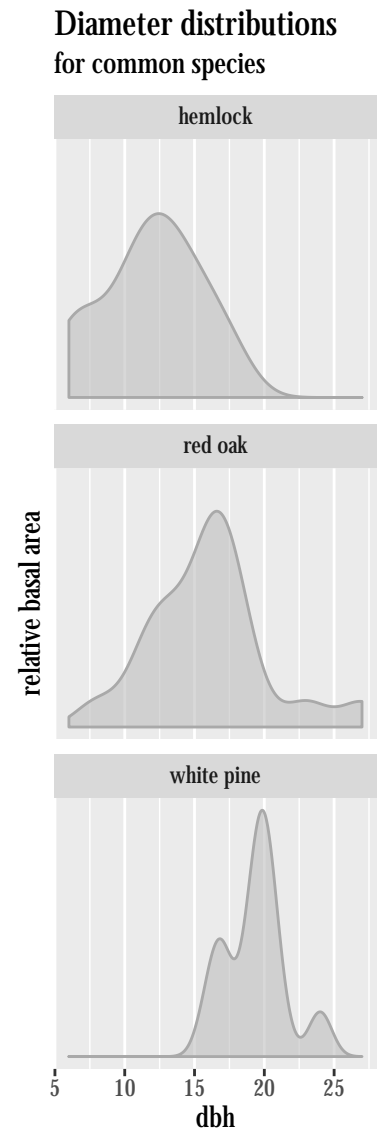 Diameter distributions
for common species
hemlock
red oak
relative basal area
white pine
5 10 15 20 25
dbh